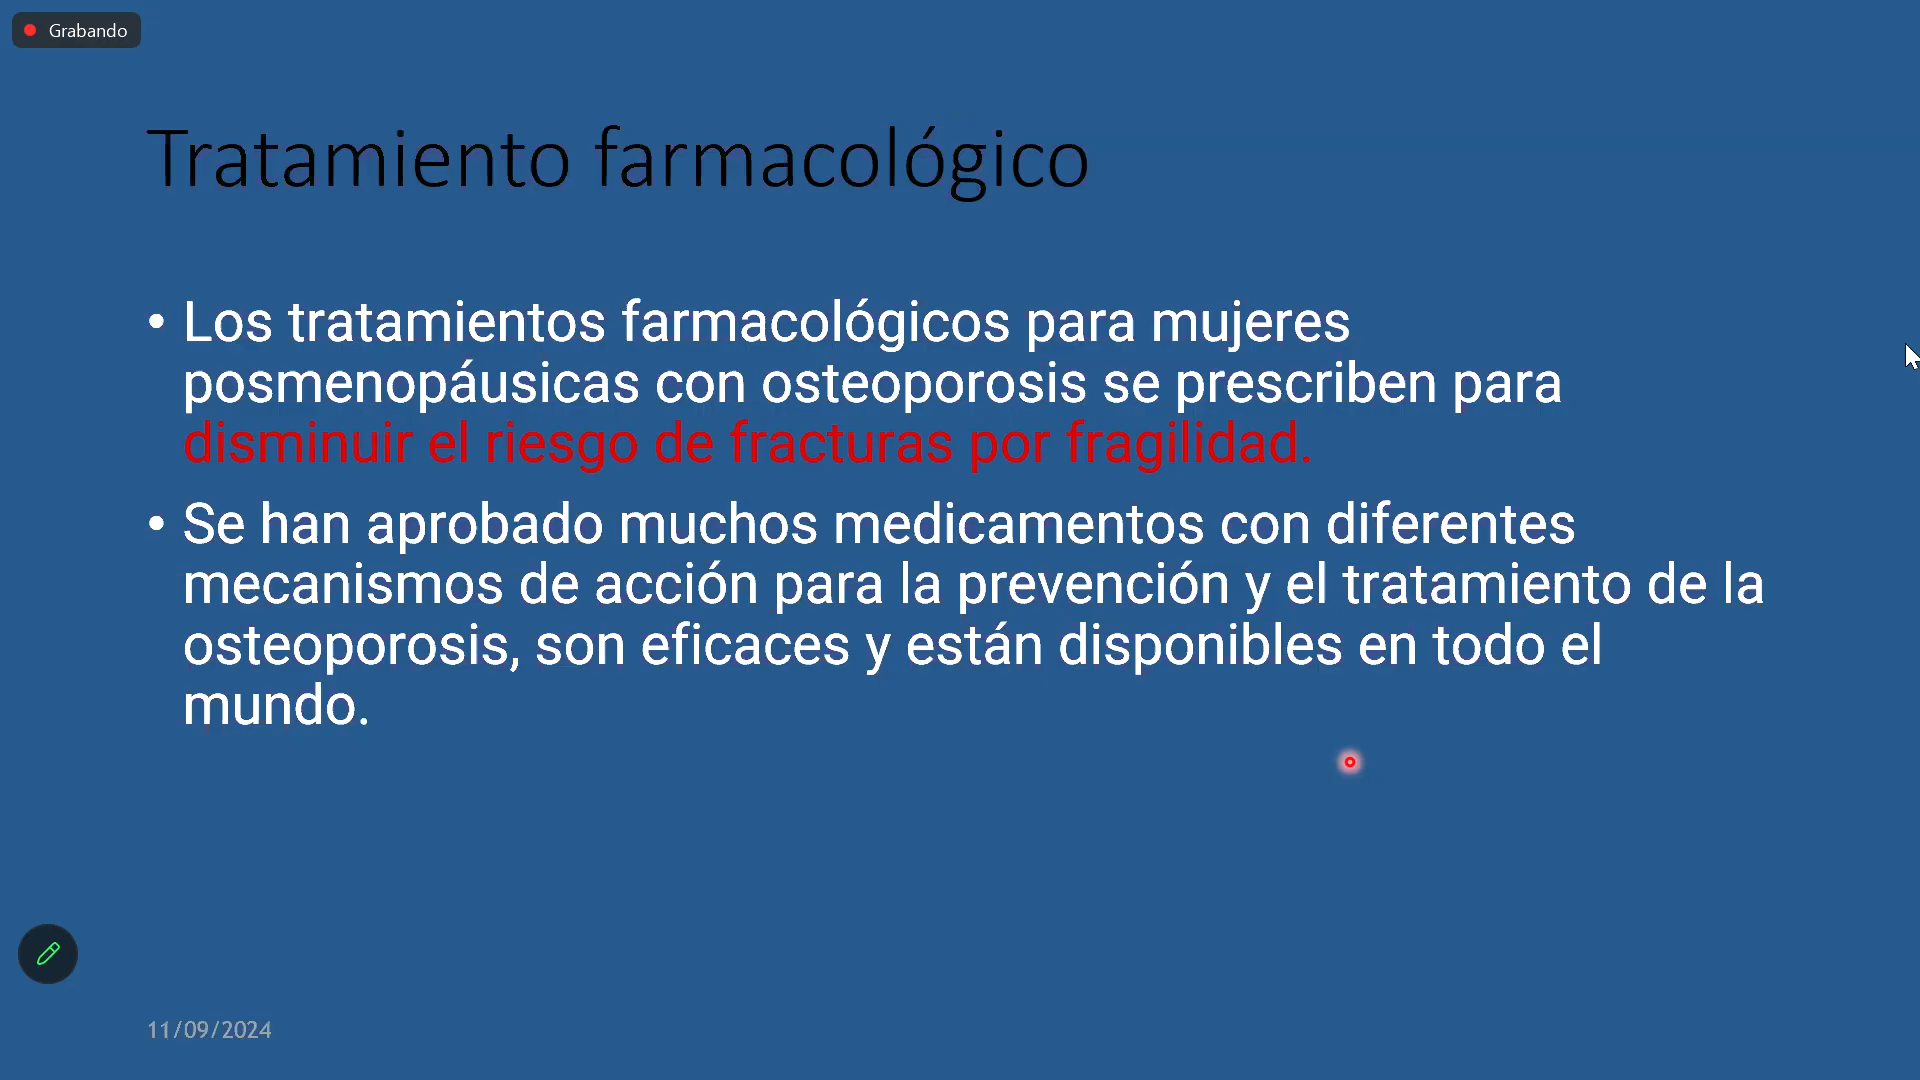 Grabando
Tratamiento farmacológico
• Los tratamientos farmacológicos para mujeres
posmenopáusicas con osteoporosis se prescriben para
disminuir el riesgo de fracturas por fragilidad.
• Se han aprobado muchos medicamentos con diferentes
mecanismos de acción para la prevención y el tratamiento de la
osteoporosis, son eficaces y están disponibles en todo el
mundo.
11/09/2024